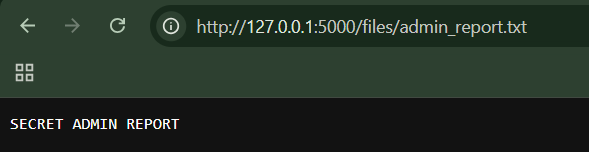 http://127.0.0.1:5000/files/admin_report.txt
SECRET ADMIN REPORT